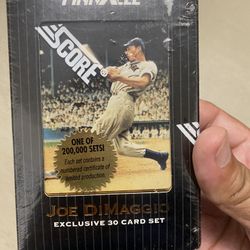 PINNACLE
SCORE
ONE OF
200,000 SETS!
Each set contains a
numbered certificate of
limited production.
SCORE
JOE DIMAGGIO
EXCLUSIVE 30 CARD SET